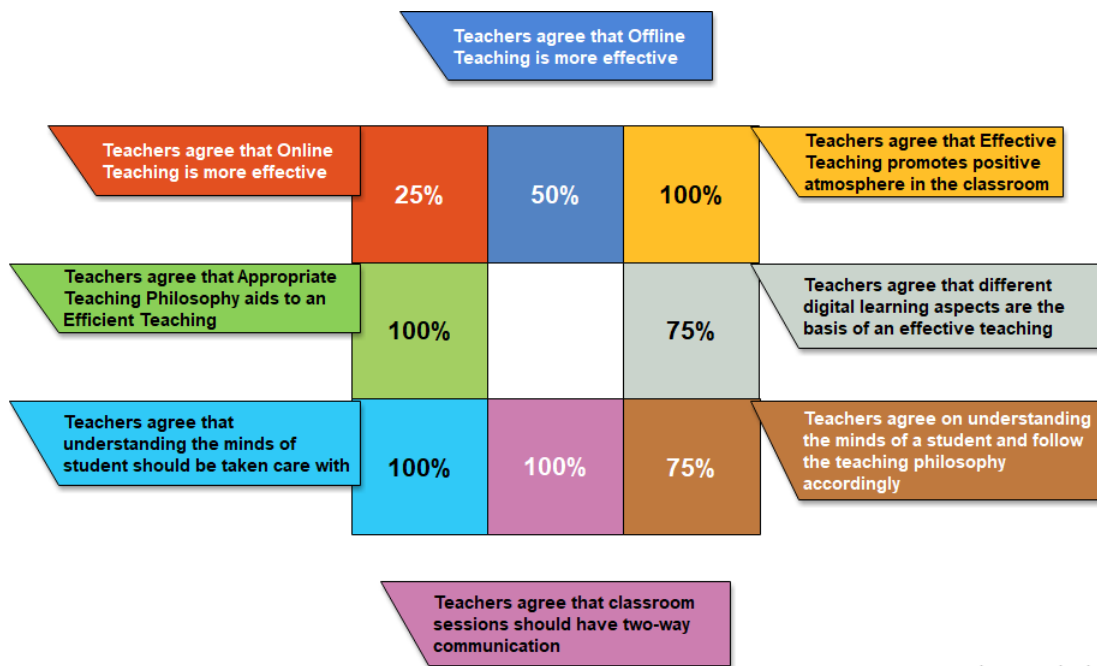 Teachers agree that Offline
Teaching is more effective
Teachers agree that Online
Teaching is more effective
25%
50%
100%
Teachers agree that Effective
Teaching promotes positive
atmosphere in the classroom
Teachers agree that Appropriate
Teaching Philosophy aids to an
Efficient Teaching
100%
75%
Teachers agree that different
digital learning aspects are the
basis of an effective teaching
Teachers agree that
understanding the minds of
student should be taken care with
100%
100%
75%
Teachers agree on understanding
the minds of a student and follow
the teaching philosophy
accordingly
Teachers agree that classroom
sessions should have two-way
communication